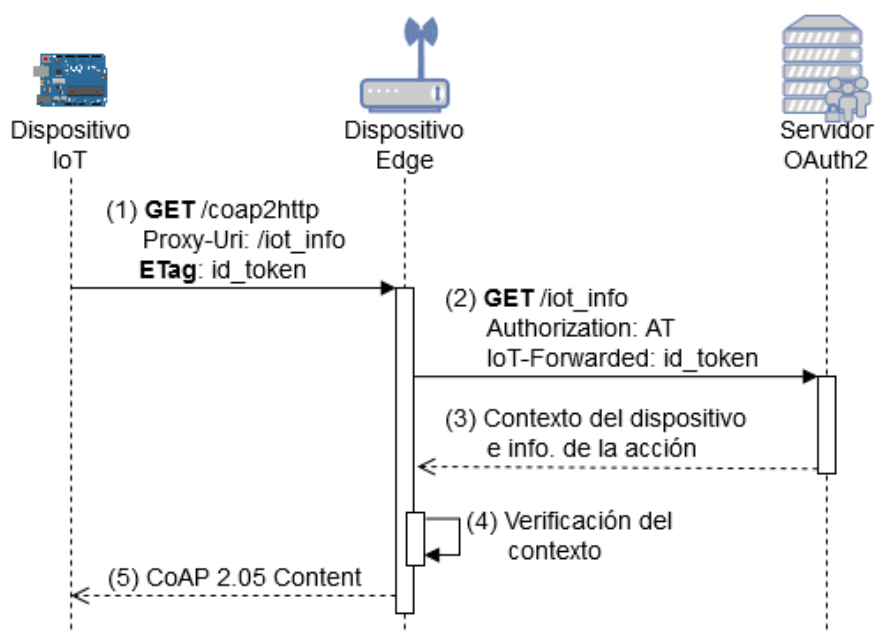 Dispositivo
IoT
Dispositivo
Edge
Servidor
OAuth2
(1) GET /coap2http
Proxy-Uri: /iot_info
ETag: id_token
(2) GET /iot_info
Authorization: AT
IoT-Forwarded: id_token
(3) Contexto del dispositivo
e info. de la acción
(4) Verificación del
contexto
(5) CoAP 2.05 Content